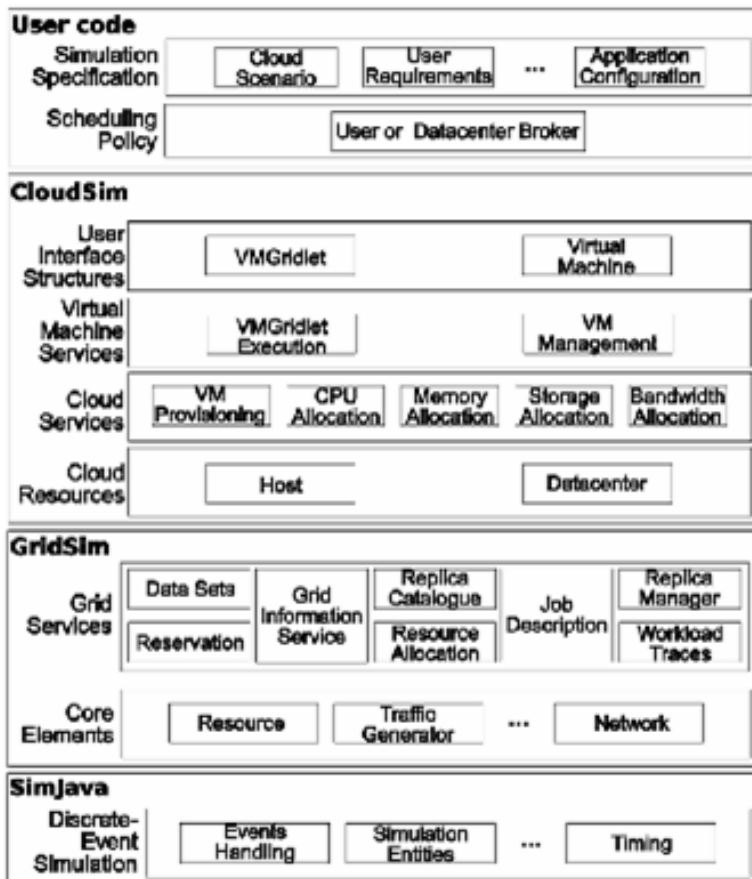 User code
Simulation Specification
Cloud Scenario
User Requirements
...
Application Configuration
Scheduling Policy
User or Datacenter Broker
CloudSim
User Interface Structures
VMGridlet
Virtual Machine
Virtual Machine Services
VMGridlet Execution
VM Management
Cloud Services
VM Provisioning
CPU Allocation
Memory Allocation
Storage Allocation
Bandwidth Allocation
Cloud Resources
Host
Datacenter
GridSim
Grid Services
Data Sets
Reservation
Grid Information Service
Replica Catalogue
Resource Allocation
Job Description
Replica Manager
Workload Traces
Core Elements
Resource
Traffic Generator
...
Network
SimJava
Discrete-Event Simulation
Events Handling
Simulation Entities
...
Timing